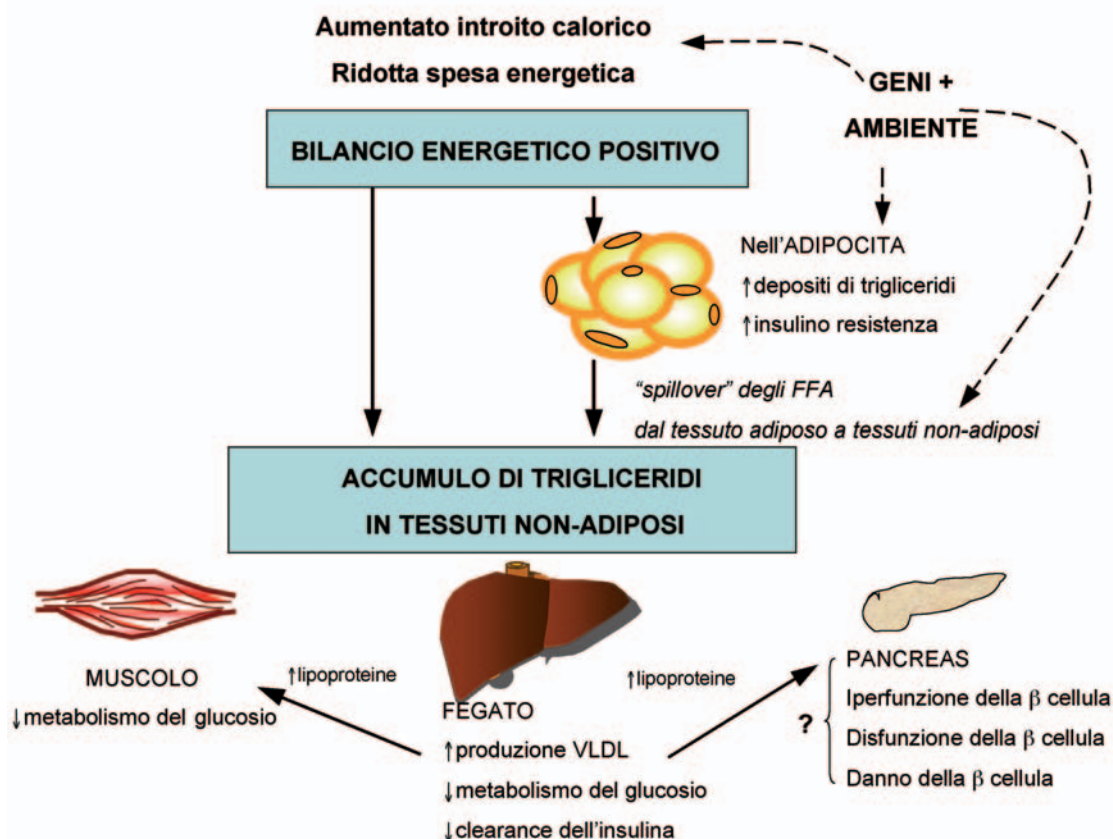 Aumentato introito calorico
Ridotta spesa energetica
GENI +
AMBIENTE
BILANCIO ENERGETICO POSITIVO
Nell'ADIPOCITA
↑depositi di trigliceridi
↑insulino resistenza
“spillover” degli FFA
dal tessuto adiposo a tessuti non-adiposi
ACCUMULO DI TRIGLICERIDI
IN TESSUTI NON-ADIPOSI
MUSCOLO
↓metabolismo del glucosio
↑lipoproteine
FEGATO
↑produzione VLDL
↓metabolismo del glucosio
↓clearance dell'insulina
↑lipoproteine
PANCREAS
?
Iperfunzione della β cellula
Disfunzione della β cellula
Danno della β cellula